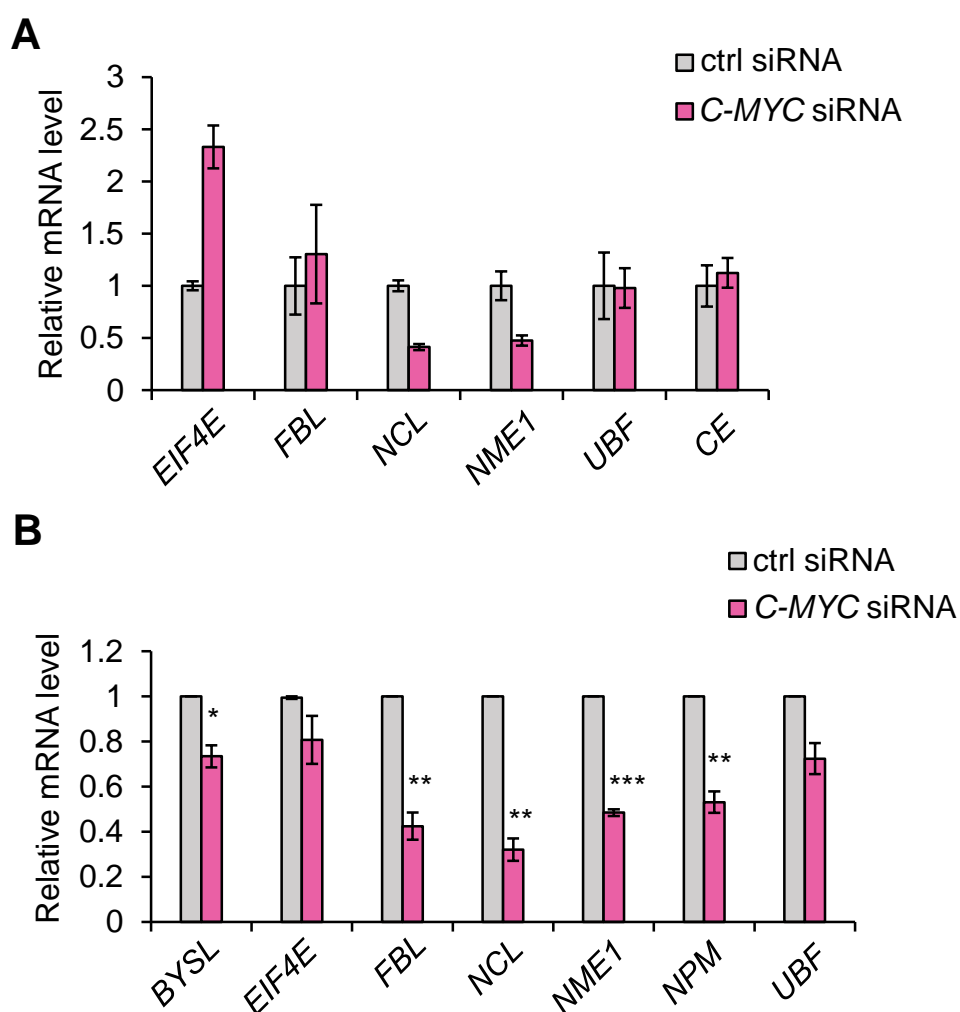 A
ctrl siRNA
C-MYC siRNA
Relative mRNA level
3
2.5
2
1.5
1
0.5
0
EIF4E FBL NCL NME1 UBF CE
B
ctrl siRNA
C-MYC siRNA
Relative mRNA level
1.2
1
0.8
0.6
0.4
0.2
0
* ** ** *** **
BYSL EIF4E FBL NCL NME1 NPM UBF